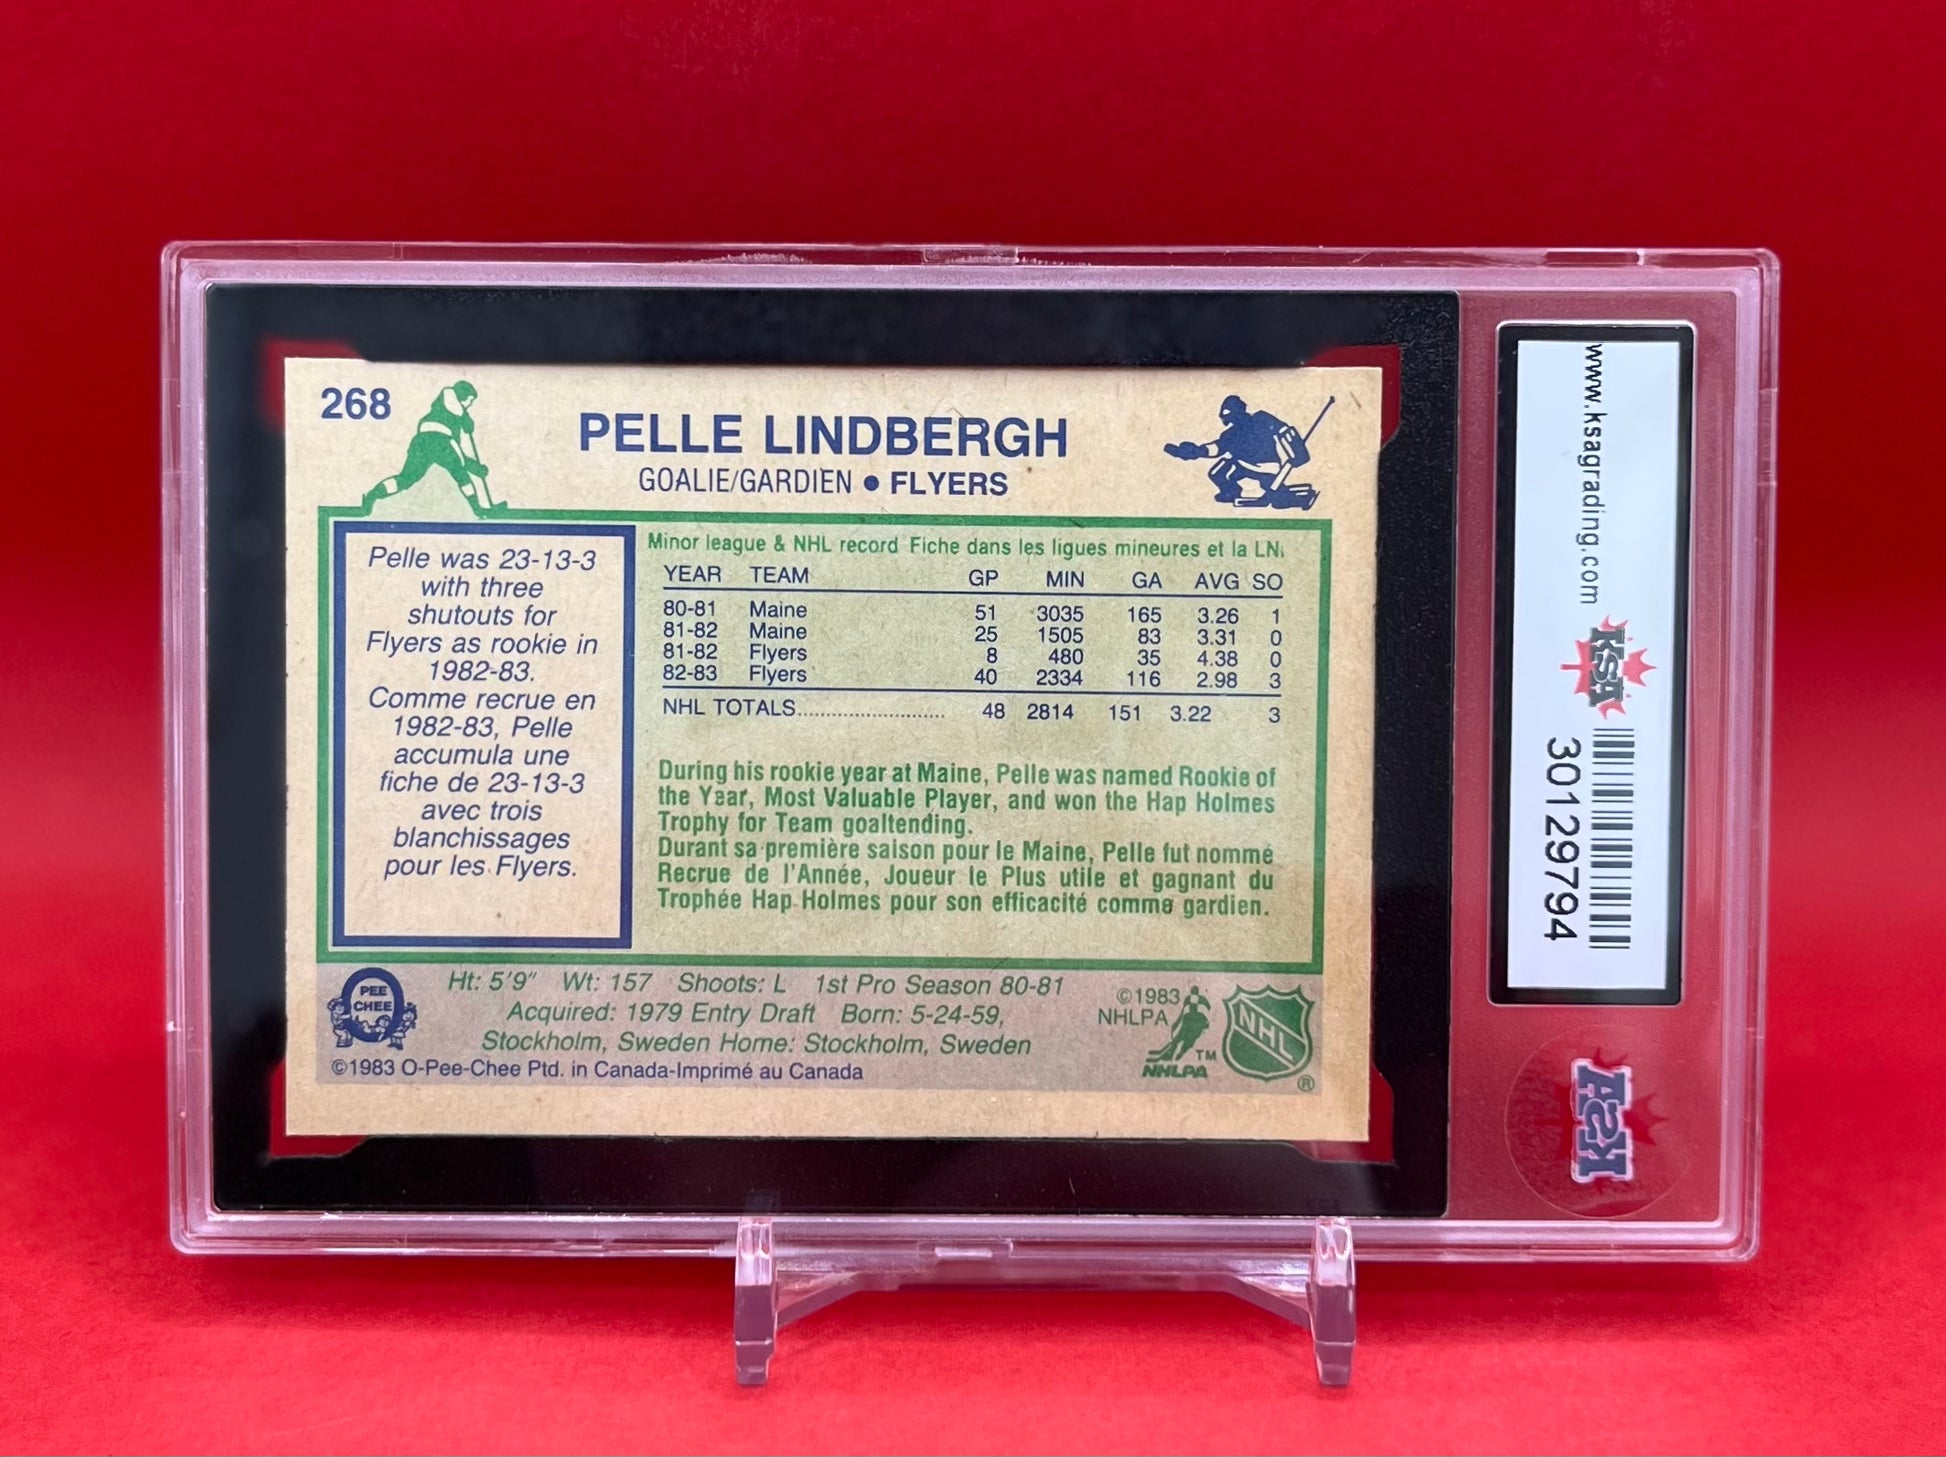 268
PELLE LINDBERGH
GOALIE/GARDIEN • FLYERS
Pelle was 23-13-3
with three
shutouts for
Flyers as rookie in
1982-83.
Comme recrue en
1982-83, Pelle
accumula une
fiche de 23-13-3
avec trois
blanchissages
pour les Flyers.
Minor league & NHL record Fiche dans les ligues mineures et la LN
YEAR TEAM GP MIN GA AVG SO
80-81 Maine 51 3035 165 3.26 1
81-82 Maine 25 1505 83 3.31 0
81-82 Flyers 8 480 35 4.38 0
82-83 Flyers 40 2334 116 2.98 3
NHL TOTALS.......................... 48 2814 151 3.22 3
During his rookie year at Maine, Pelle was named Rookie of
the Year, Most Valuable Player, and won the Hap Holmes
Trophy for Team goaltending.
Durant sa première saison pour le Maine, Pelle fut nommé
Recrue de l'Année, Joueur le Plus utile et gagnant du
Trophée Hap Holmes pour son efficacité comme gardien.
PEE
CHEE
Ht: 5'9" Wt: 157 Shoots: L 1st Pro Season 80-81
Acquired: 1979 Entry Draft Born: 5-24-59,
Stockholm, Sweden Home: Stockholm, Sweden
©1983 O-Pee-Chee Ptd. in Canada-Imprimé au Canada
©1983
NHLPA
TM
NHLPA
NHL
®
www.ksagrading.com
KSA
30129794
KSA